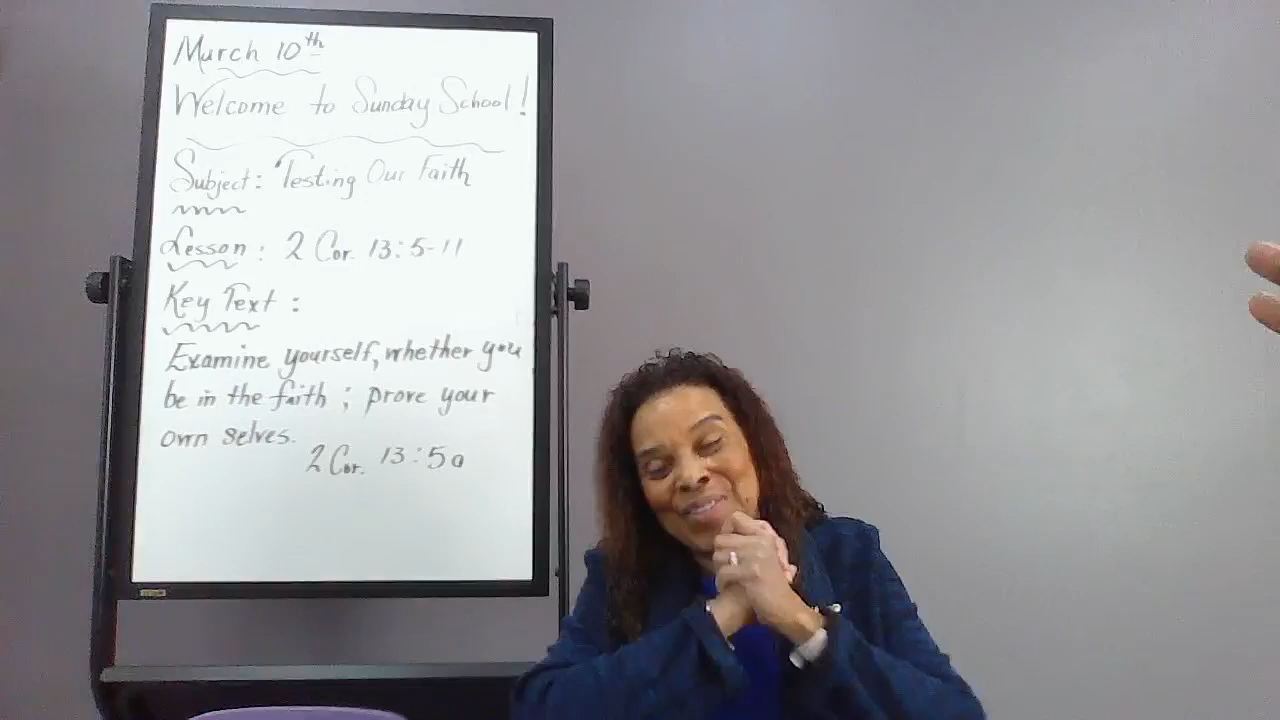 March 10th
Welcome to Sunday School!
Subject: Testing Our Faith
Lesson: 2 Cor. 13:5-11
Key Text:
Examine yourself, whether you
be in the faith; prove your
own selves.
2 Cor. 13:5a